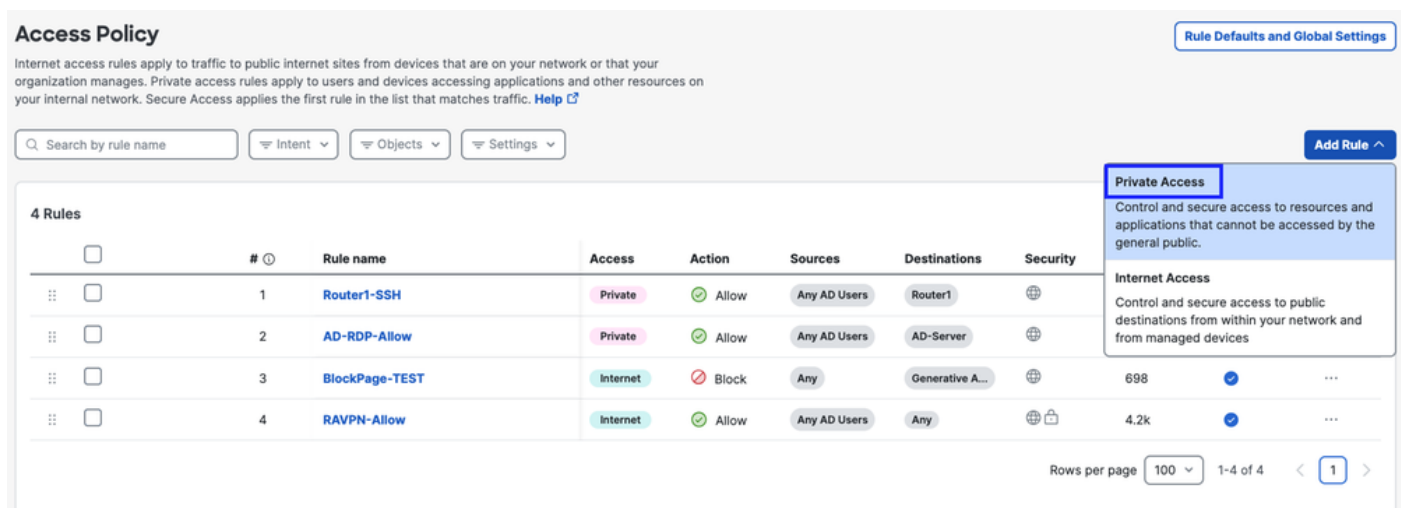 Access Policy
Rule Defaults and Global Settings
Internet access rules apply to traffic to public internet sites from devices that are on your network or that your
organization manages. Private access rules apply to users and devices accessing applications and other resources on
your internal network. Secure Access applies the first rule in the list that matches traffic. Help
Search by rule name Intent Objects Settings Add Rule
Private Access
Control and secure access to resources and
applications that cannot be accessed by the
general public.
Internet Access
Control and secure access to public
destinations from within your network and
from managed devices
4 Rules
# Rule name Access Action Sources Destinations Security
1 Router1-SSH Private Allow Any AD Users Router1
2 AD-RDP-Allow Private Allow Any AD Users AD-Server
3 BlockPage-TEST Internet Block Any Generative A... 698 ...
4 RAVPN-Allow Internet Allow Any AD Users Any 4.2k ...
Rows per page 100 1-4 of 4 < 1 >